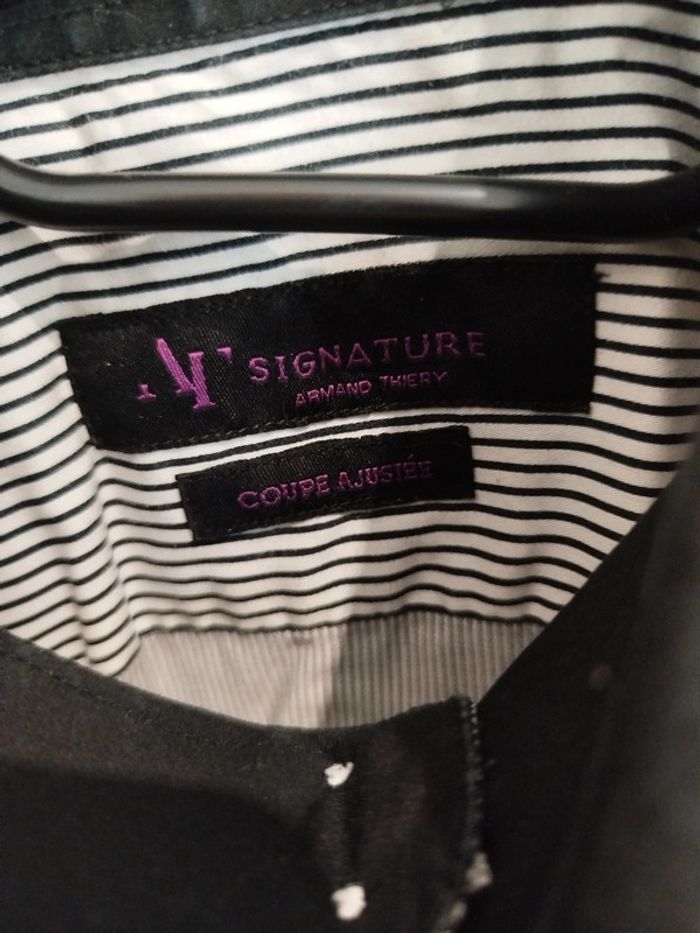 AT SIGNATURE
ARMAND THIERY
COUPE AJUSTÉE